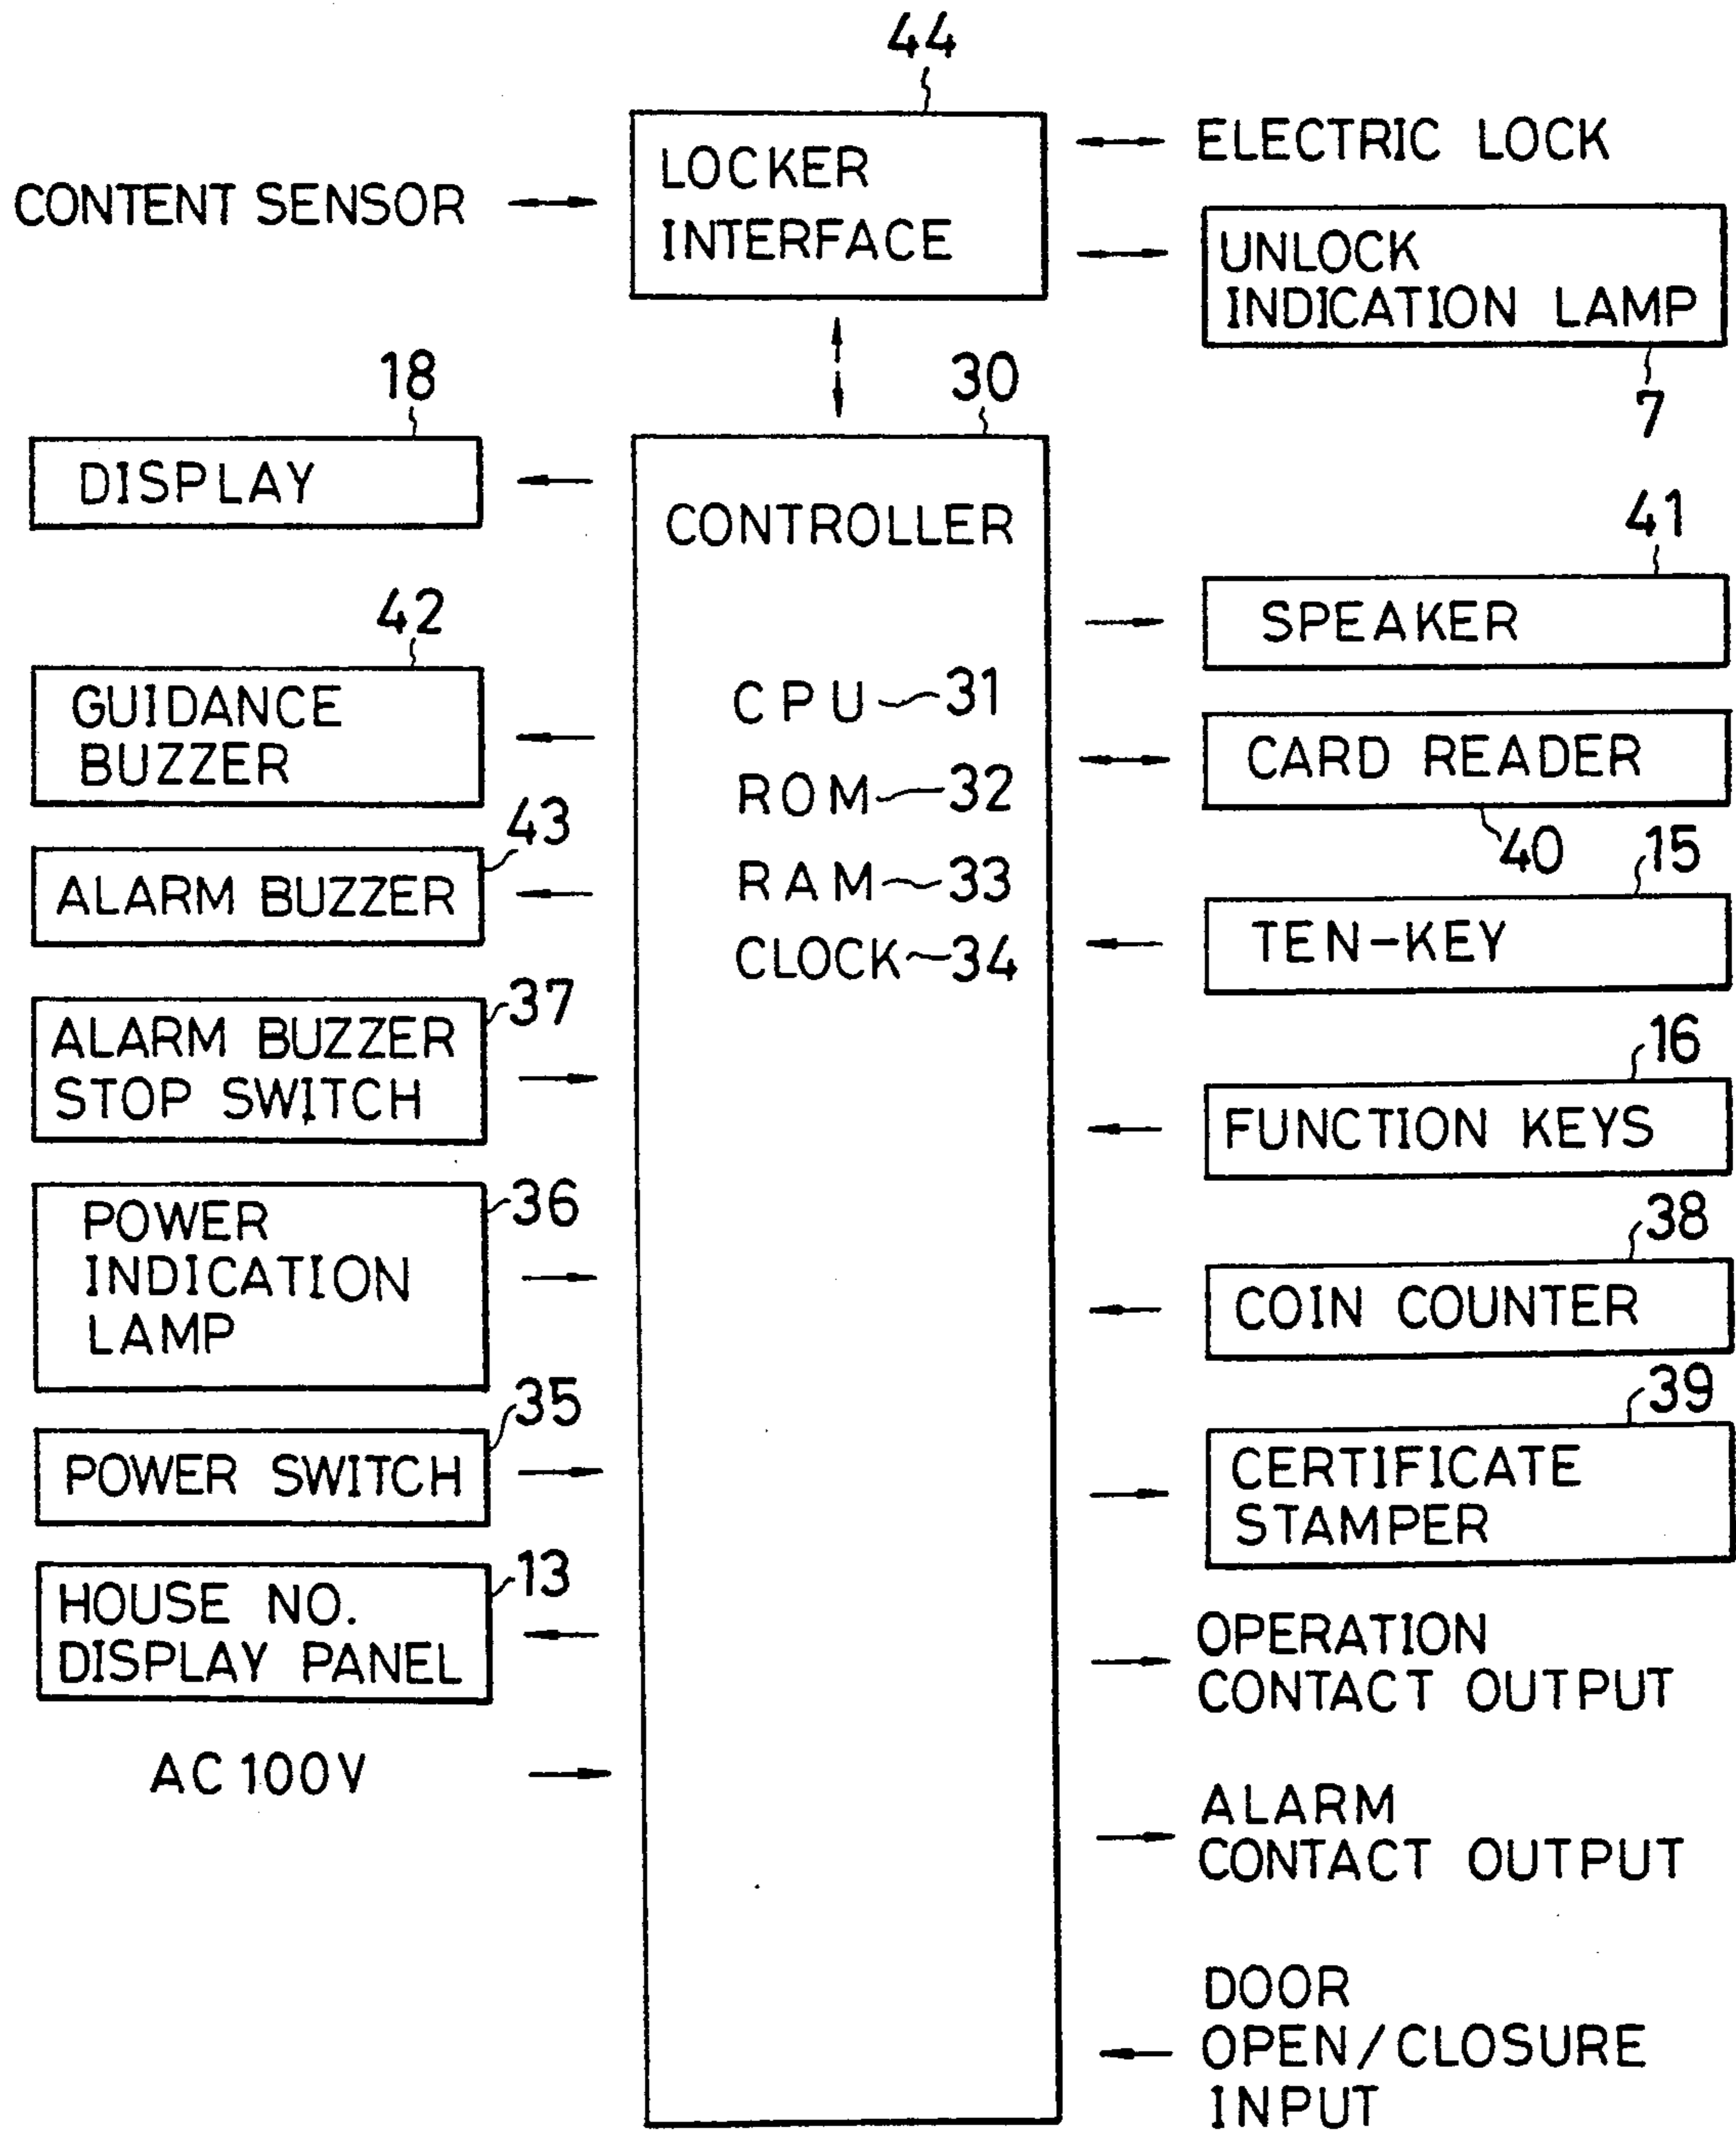 44
LOCKER
INTERFACE
CONTENT SENSOR
ELECTRIC LOCK
UNLOCK
INDICATION LAMP
7
18
DISPLAY
42
GUIDANCE
BUZZER
43
ALARM BUZZER
37
ALARM BUZZER
STOP SWITCH
36
POWER
INDICATION
LAMP
35
POWER SWITCH
13
HOUSE NO.
DISPLAY PANEL
AC 100V
30
CONTROLLER
CPU 31
ROM 32
RAM 33
CLOCK 34
41
SPEAKER
CARD READER
40
15
TEN-KEY
16
FUNCTION KEYS
38
COIN COUNTER
39
CERTIFICATE
STAMPER
OPERATION
CONTACT OUTPUT
ALARM
CONTACT OUTPUT
DOOR
OPEN/CLOSURE
INPUT